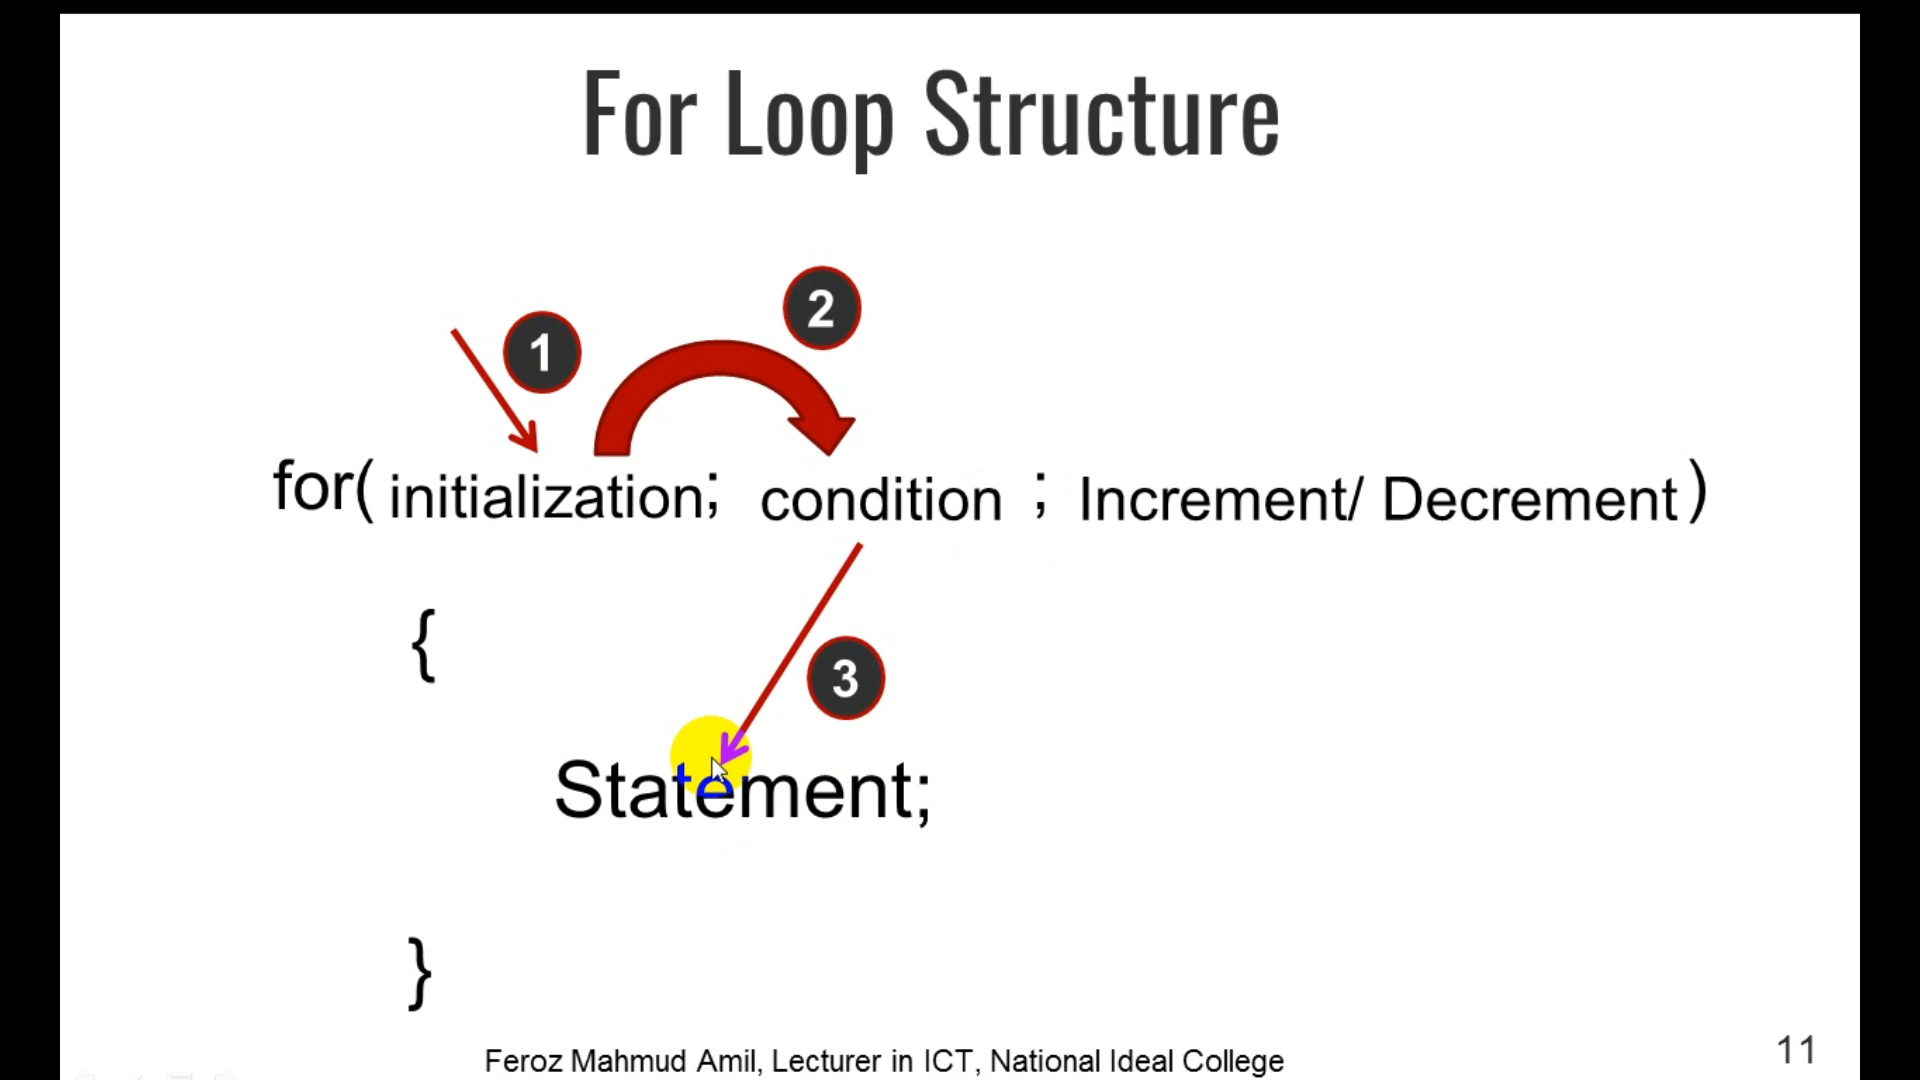 For Loop Structure
1
2
for( initialization; condition ; Increment/ Decrement )
{
3
Statement;
}
Feroz Mahmud Amil, Lecturer in ICT, National Ideal College
11